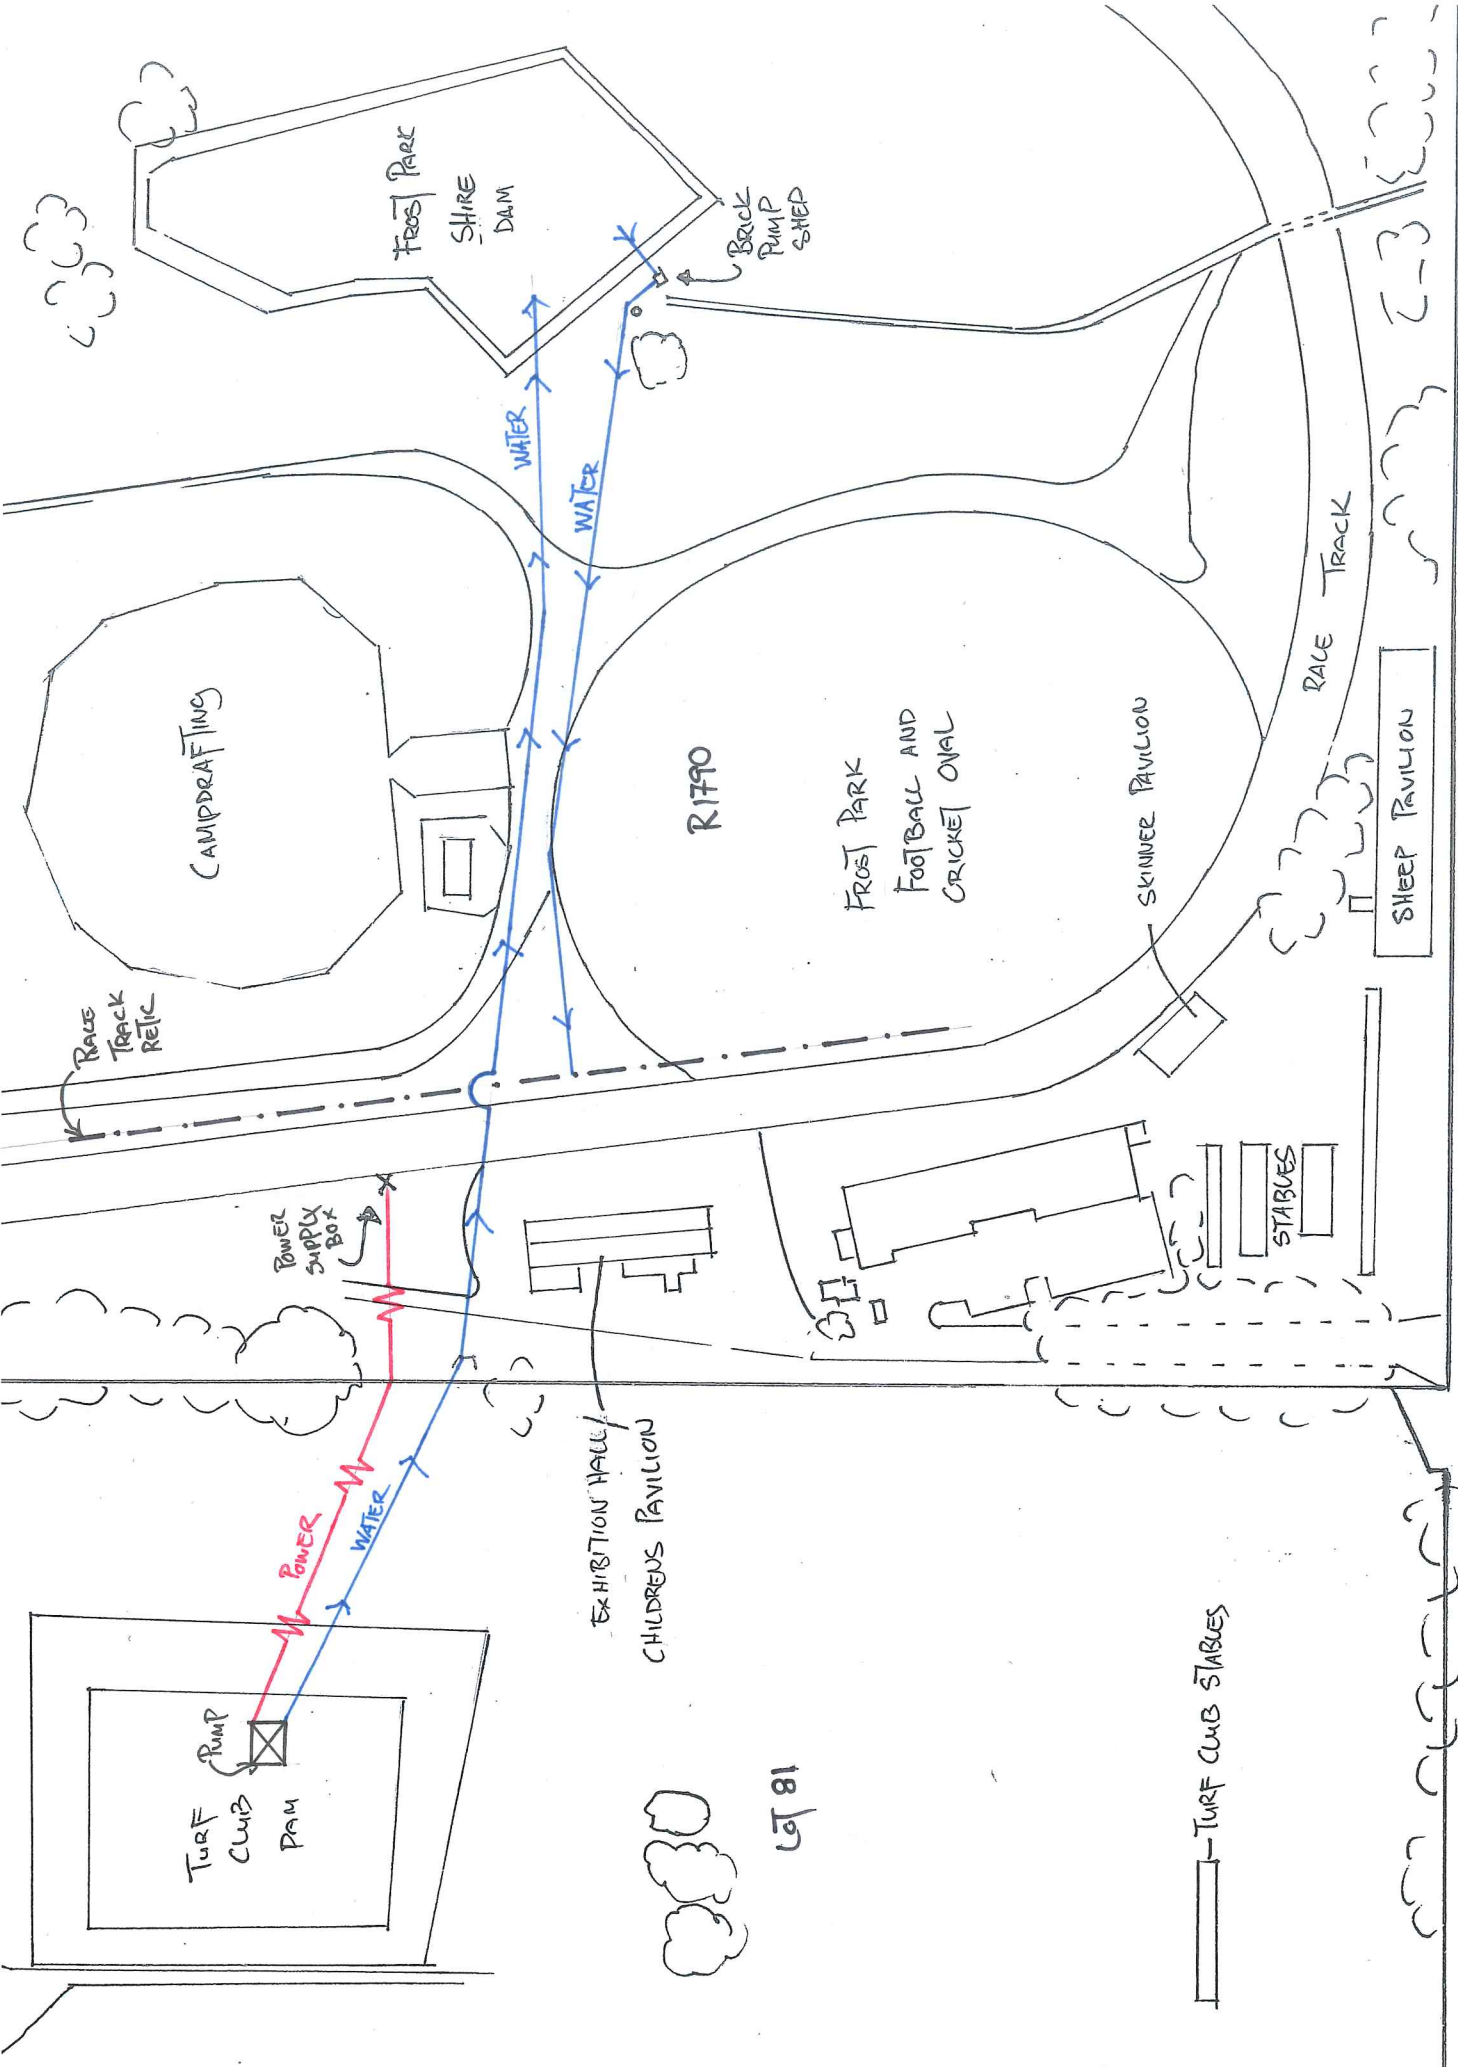 FROST PARK
SHIRE
DAM
BRICK
PUMP
SHED
WATER
WATER
CAMPDRAFTING
RACE
TRACK
RETIC
R1790
FROST PARK
FOOTBALL AND
CRICKET OVAL
SKINNER PAVILION
RACE TRACK
SHEEP PAVILION
POWER
SUPPLY
BOX
STABLES
EXHIBITION HALL/
CHILDRENS PAVILION
POWER
WATER
TURF
CLUB
DAM
PUMP
LOT 81
TURF CLUB STABLES